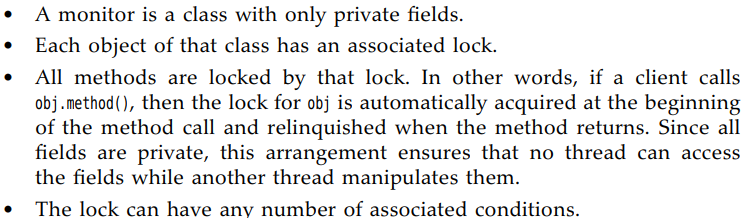 • A monitor is a class with only private fields.
• Each object of that class has an associated lock.
• All methods are locked by that lock. In other words, if a client calls
obj.method(), then the lock for obj is automatically acquired at the beginning
of the method call and relinquished when the method returns. Since all
fields are private, this arrangement ensures that no thread can access
the fields while another thread manipulates them.
• The lock can have any number of associated conditions.